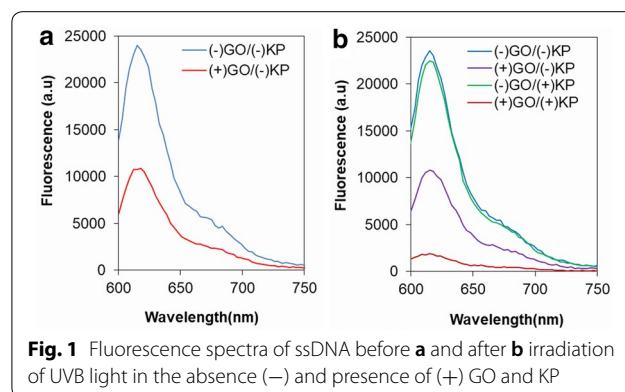 a
(-)GO/(-)KP
(+)GO/(-)KP
25000
20000
15000
10000
5000
0
Fluorescence (a.u)
600
650
700
750
Wavelength(nm)
b
(-)GO/(-)KP
(+)GO/(-)KP
(-)GO/(+)KP
(+)GO/(+)KP
25000
20000
15000
10000
5000
0
Fluorescence (a.u)
600
650
700
750
Wavelength(nm)
Fig. 1 Fluorescence spectra of ssDNA before a and after b irradiation
of UVB light in the absence (−) and presence of (+) GO and KP